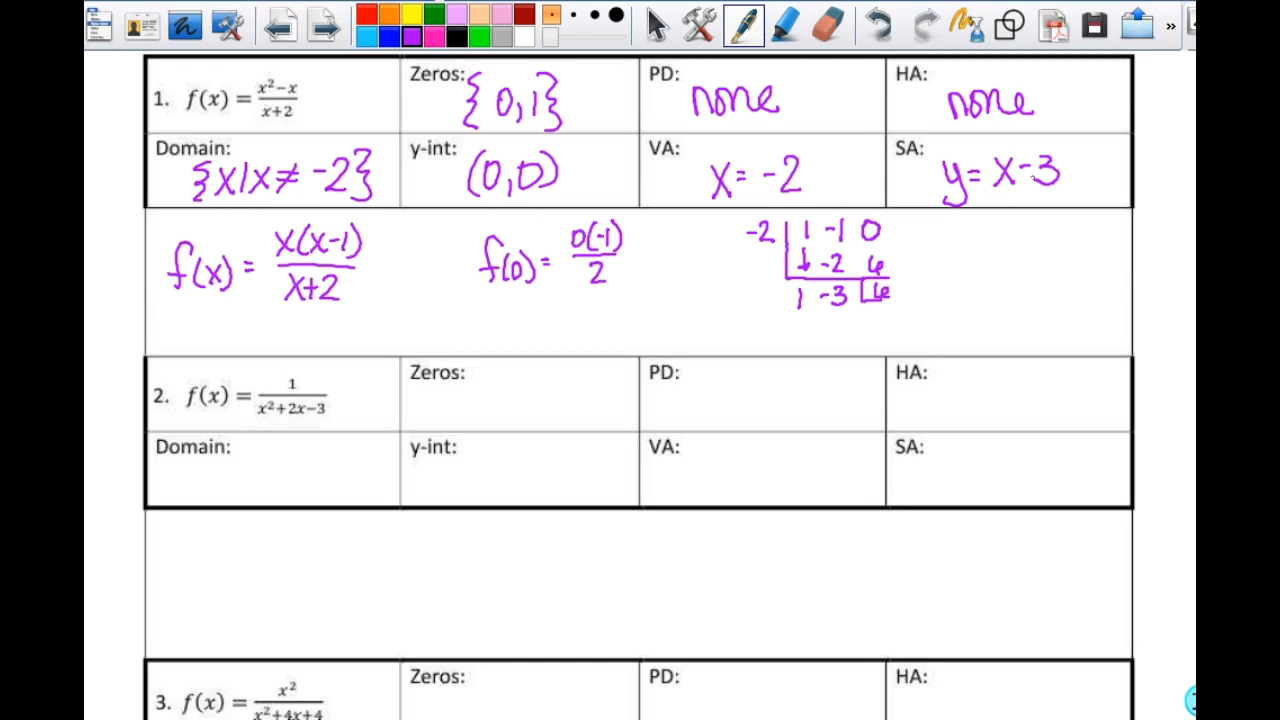 »
1. f(x) = x²−x / x+2
Zeros: { 0,1}
PD: none
HA: none
Domain: {x|x ≠ -2}
y-int: (0,0)
VA: x = -2
SA: y = x-3
f(x) = x(x-1) / x+2
f(0) = 0(-1) / 2
-2 | 1 -1 0
↓ -2 6
1 -3 | 6
2. f(x) = 1 / x²+2x−3
Zeros:
PD:
HA:
Domain:
y-int:
VA:
SA:
3. f(x) = x² / x²+4x+4
Zeros:
PD:
HA: